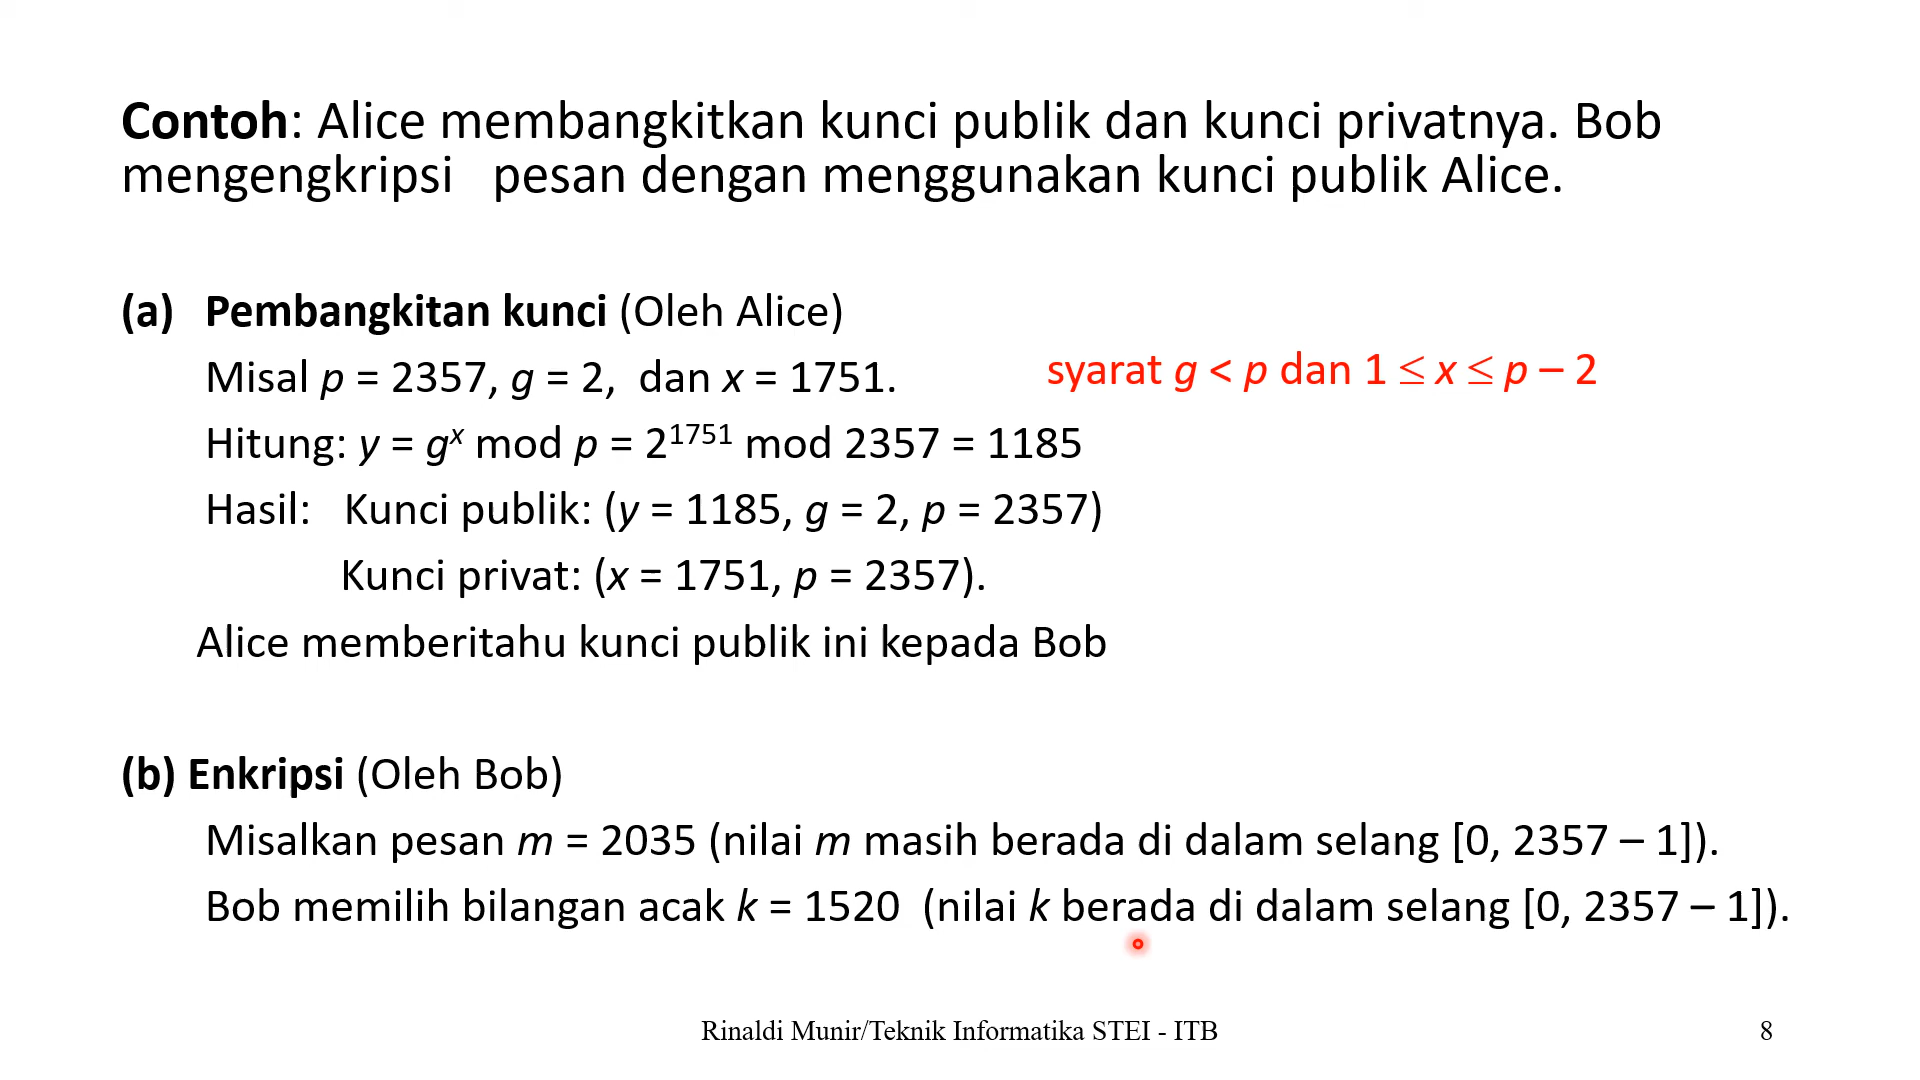 Contoh: Alice membangkitkan kunci publik dan kunci privatnya. Bob
mengengkripsi   pesan dengan menggunakan kunci publik Alice.
(a) Pembangkitan kunci (Oleh Alice)
Misal p = 2357, g = 2,  dan x = 1751.
syarat g < p dan 1 ≤ x ≤ p – 2
Hitung: y = gˣ mod p = 2¹⁷⁵¹ mod 2357 = 1185
Hasil: Kunci publik: (y = 1185, g = 2, p = 2357)
Kunci privat: (x = 1751, p = 2357).
Alice memberitahu kunci publik ini kepada Bob
(b) Enkripsi (Oleh Bob)
Misalkan pesan m = 2035 (nilai m masih berada di dalam selang [0, 2357 – 1]).
Bob memilih bilangan acak k = 1520  (nilai k berada di dalam selang [0, 2357 – 1]).
Rinaldi Munir/Teknik Informatika STEI - ITB
8